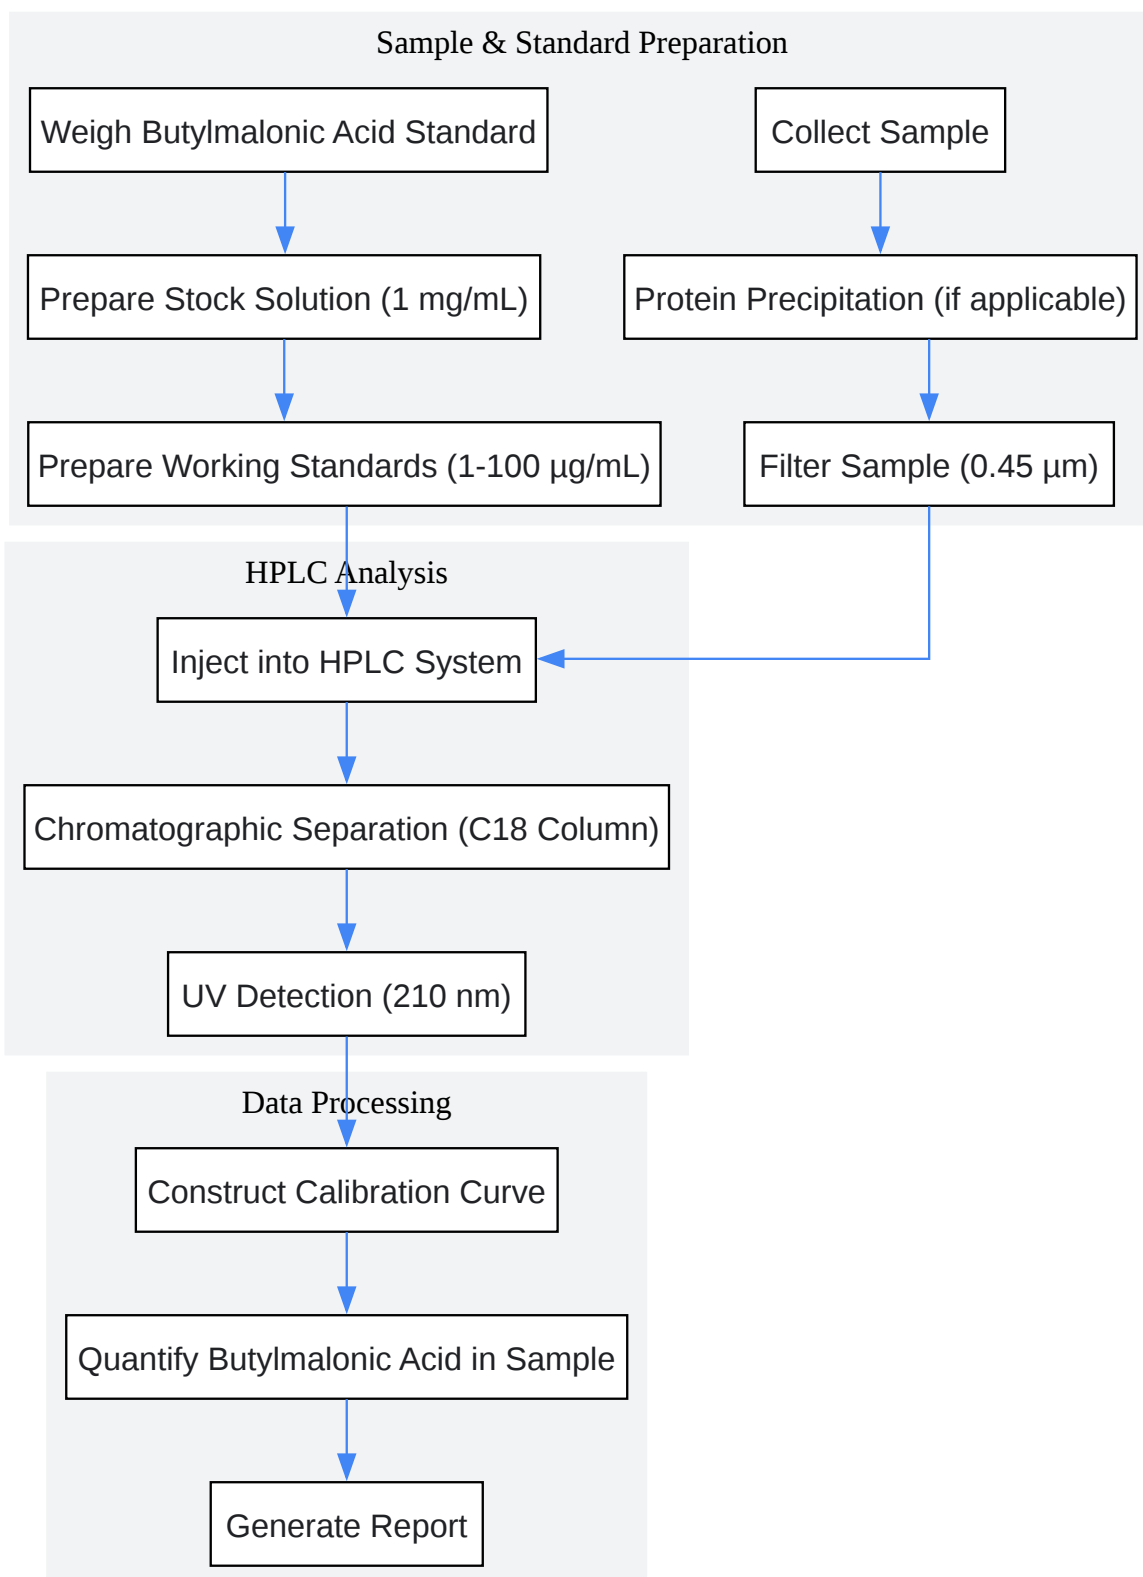 Sample & Standard Preparation
Weigh Butylmalonic Acid Standard
Collect Sample
Prepare Stock Solution (1 mg/mL)
Protein Precipitation (if applicable)
Prepare Working Standards (1-100 µg/mL)
Filter Sample (0.45 µm)
HPLC Analysis
Inject into HPLC System
Chromatographic Separation (C18 Column)
UV Detection (210 nm)
Data Processing
Construct Calibration Curve
Quantify Butylmalonic Acid in Sample
Generate Report